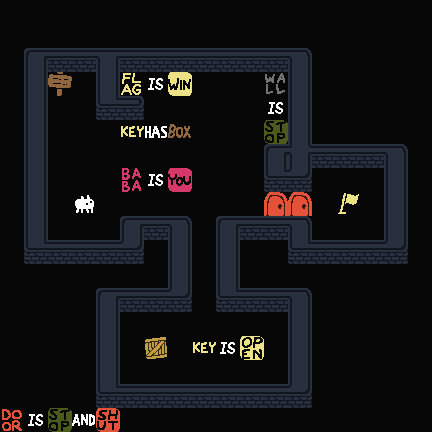 FLAG IS WIN
WALL
IS
STOP
KEY HAS BOX
BABA IS YOU
KEY IS OPEN
DOOR IS STOP AND SHUT